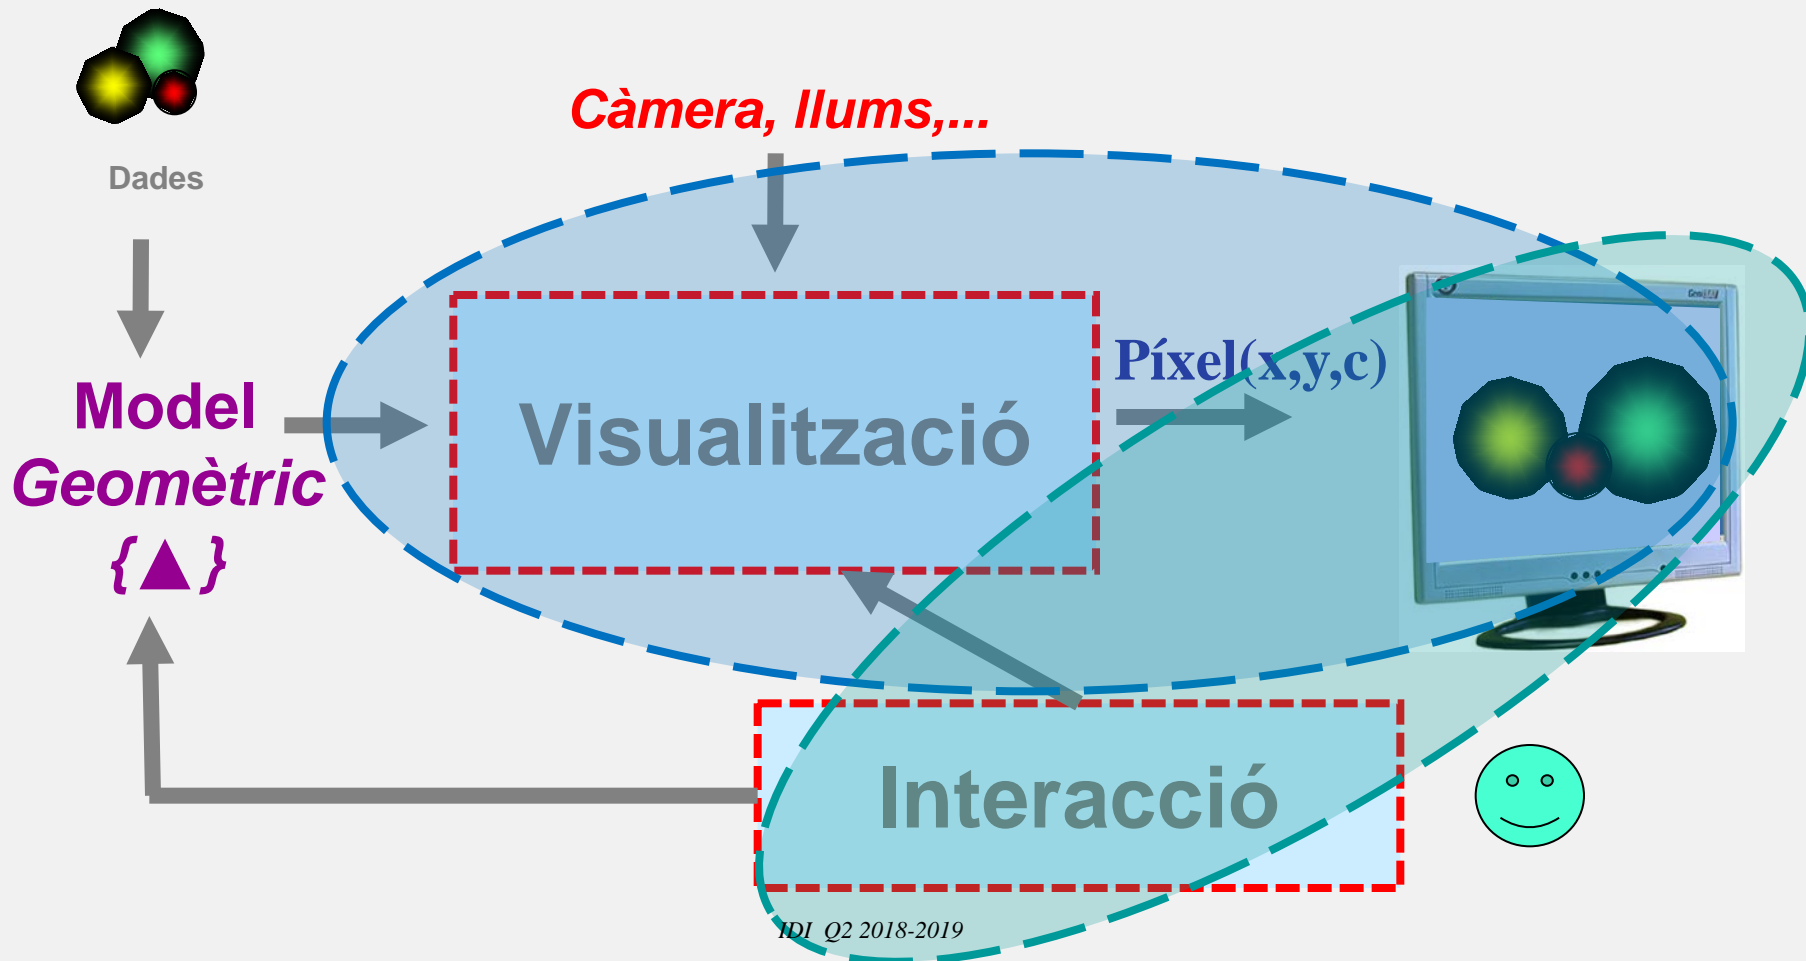 Càmera, llums,...
Dades
Píxel(x,y,c)
Model
Geomètric
{▲}
Visualització
Interacció
IDI Q2 2018-2019